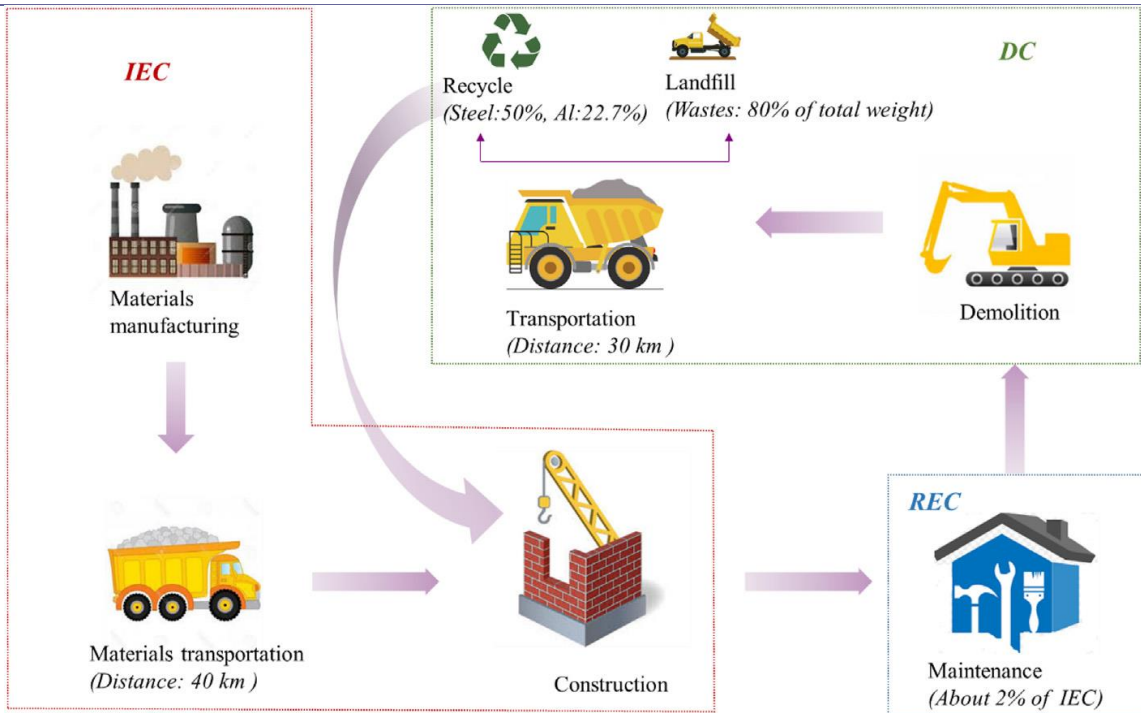 IEC
Materials
manufacturing
Materials transportation
(Distance: 40 km )
Construction
DC
Recycle
(Steel:50%, Al:22.7%)
Landfill
(Wastes: 80% of total weight)
Transportation
(Distance: 30 km )
Demolition
REC
Maintenance
(About 2% of IEC)